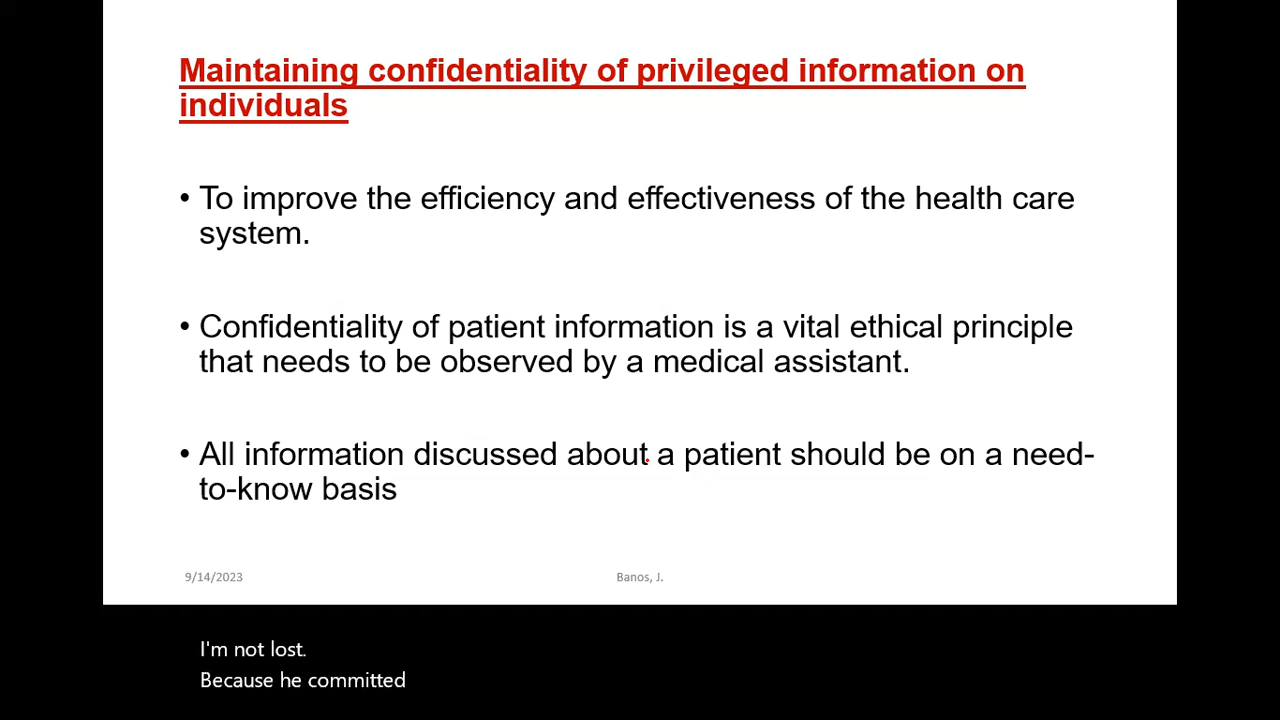 Maintaining confidentiality of privileged information on
individuals
• To improve the efficiency and effectiveness of the health care
system.
• Confidentiality of patient information is a vital ethical principle
that needs to be observed by a medical assistant.
• All information discussed about a patient should be on a need-
to-know basis
9/14/2023
Banos, J.
I'm not lost.
Because he committed